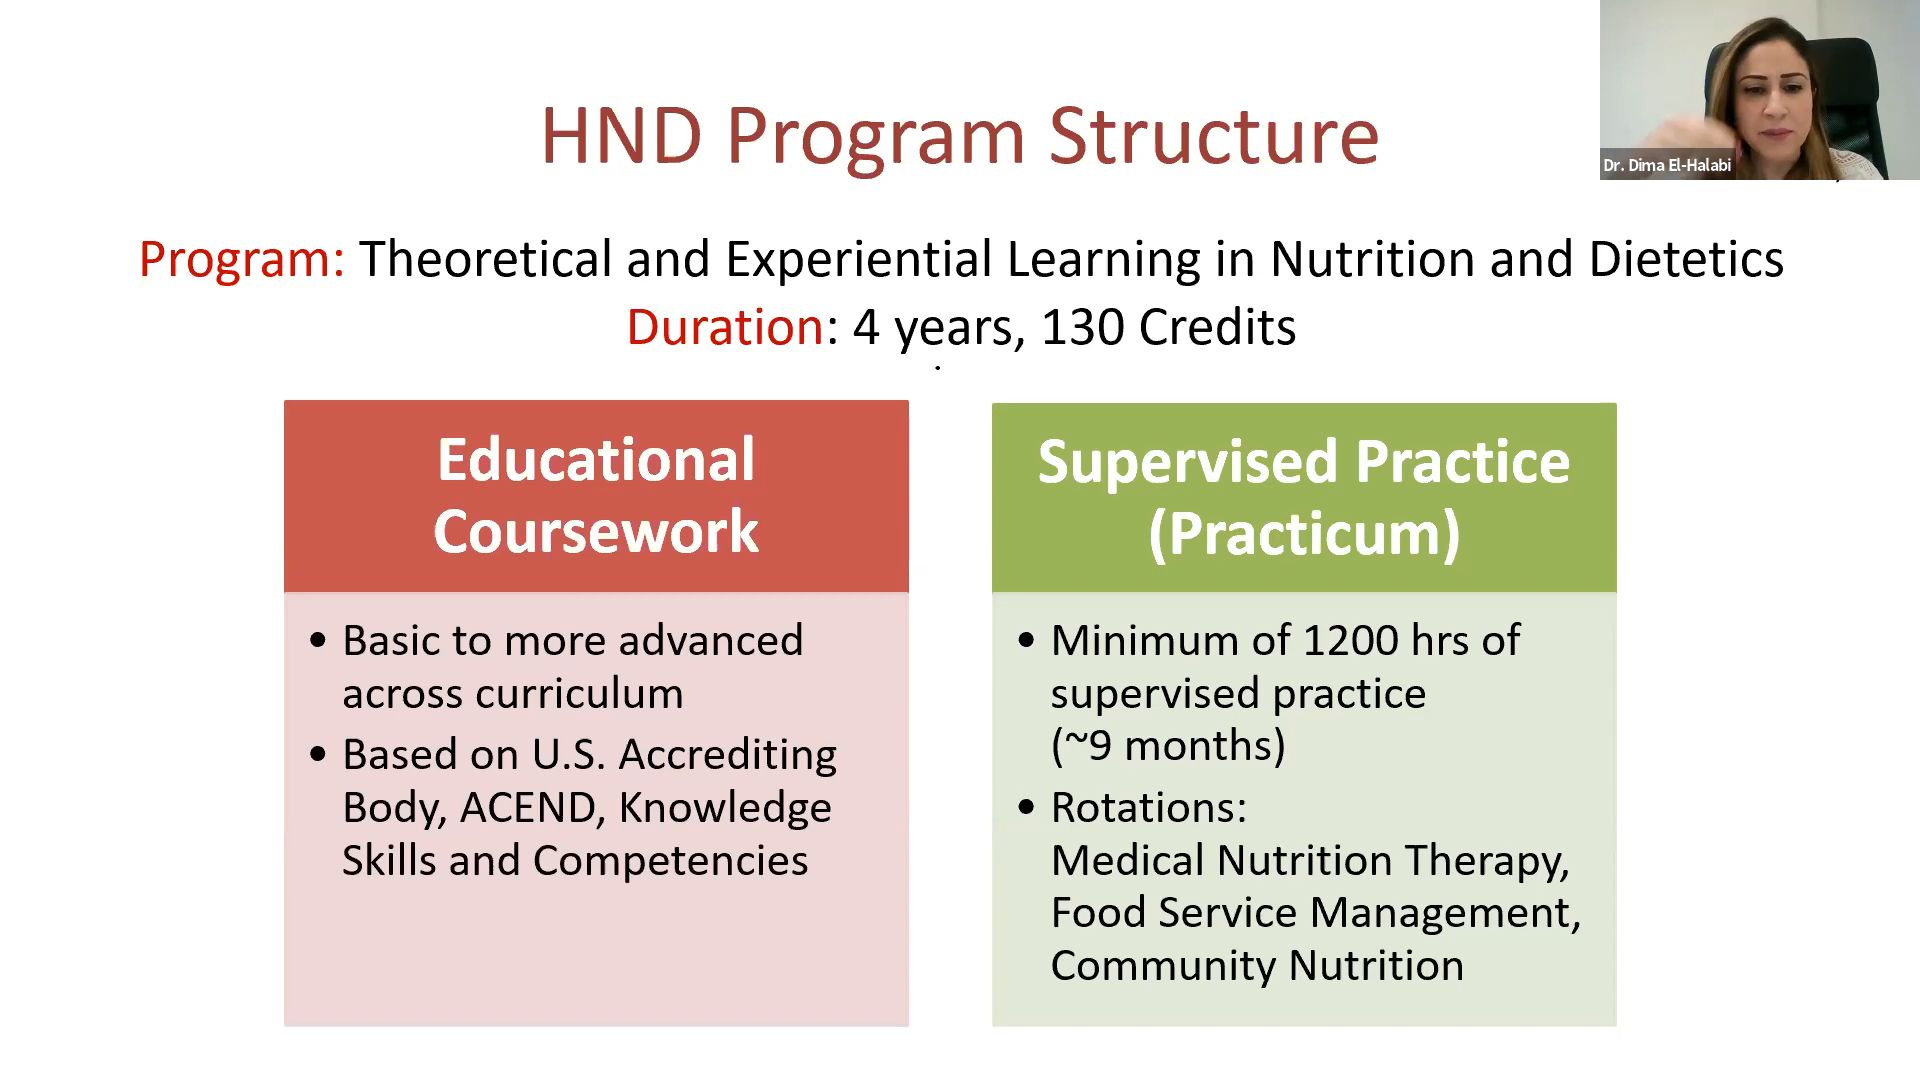 HND Program Structure
Dr. Dima El-Halabi
Program: Theoretical and Experiential Learning in Nutrition and Dietetics
Duration: 4 years, 130 Credits
.
Educational
Coursework
• Basic to more advanced
across curriculum
• Based on U.S. Accrediting
Body, ACEND, Knowledge
Skills and Competencies
Supervised Practice
(Practicum)
• Minimum of 1200 hrs of
supervised practice
(~9 months)
• Rotations:
Medical Nutrition Therapy,
Food Service Management,
Community Nutrition